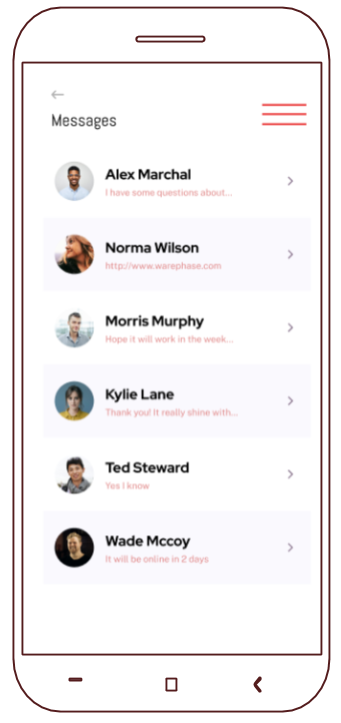 Messages
Alex Marchal
I have some questions about...
Norma Wilson
http://www.warephase.com
Morris Murphy
Hope it will work in the week...
Kylie Lane
Thank you! It really shine with...
Ted Steward
Yes I know
Wade Mccoy
It will be online in 2 days